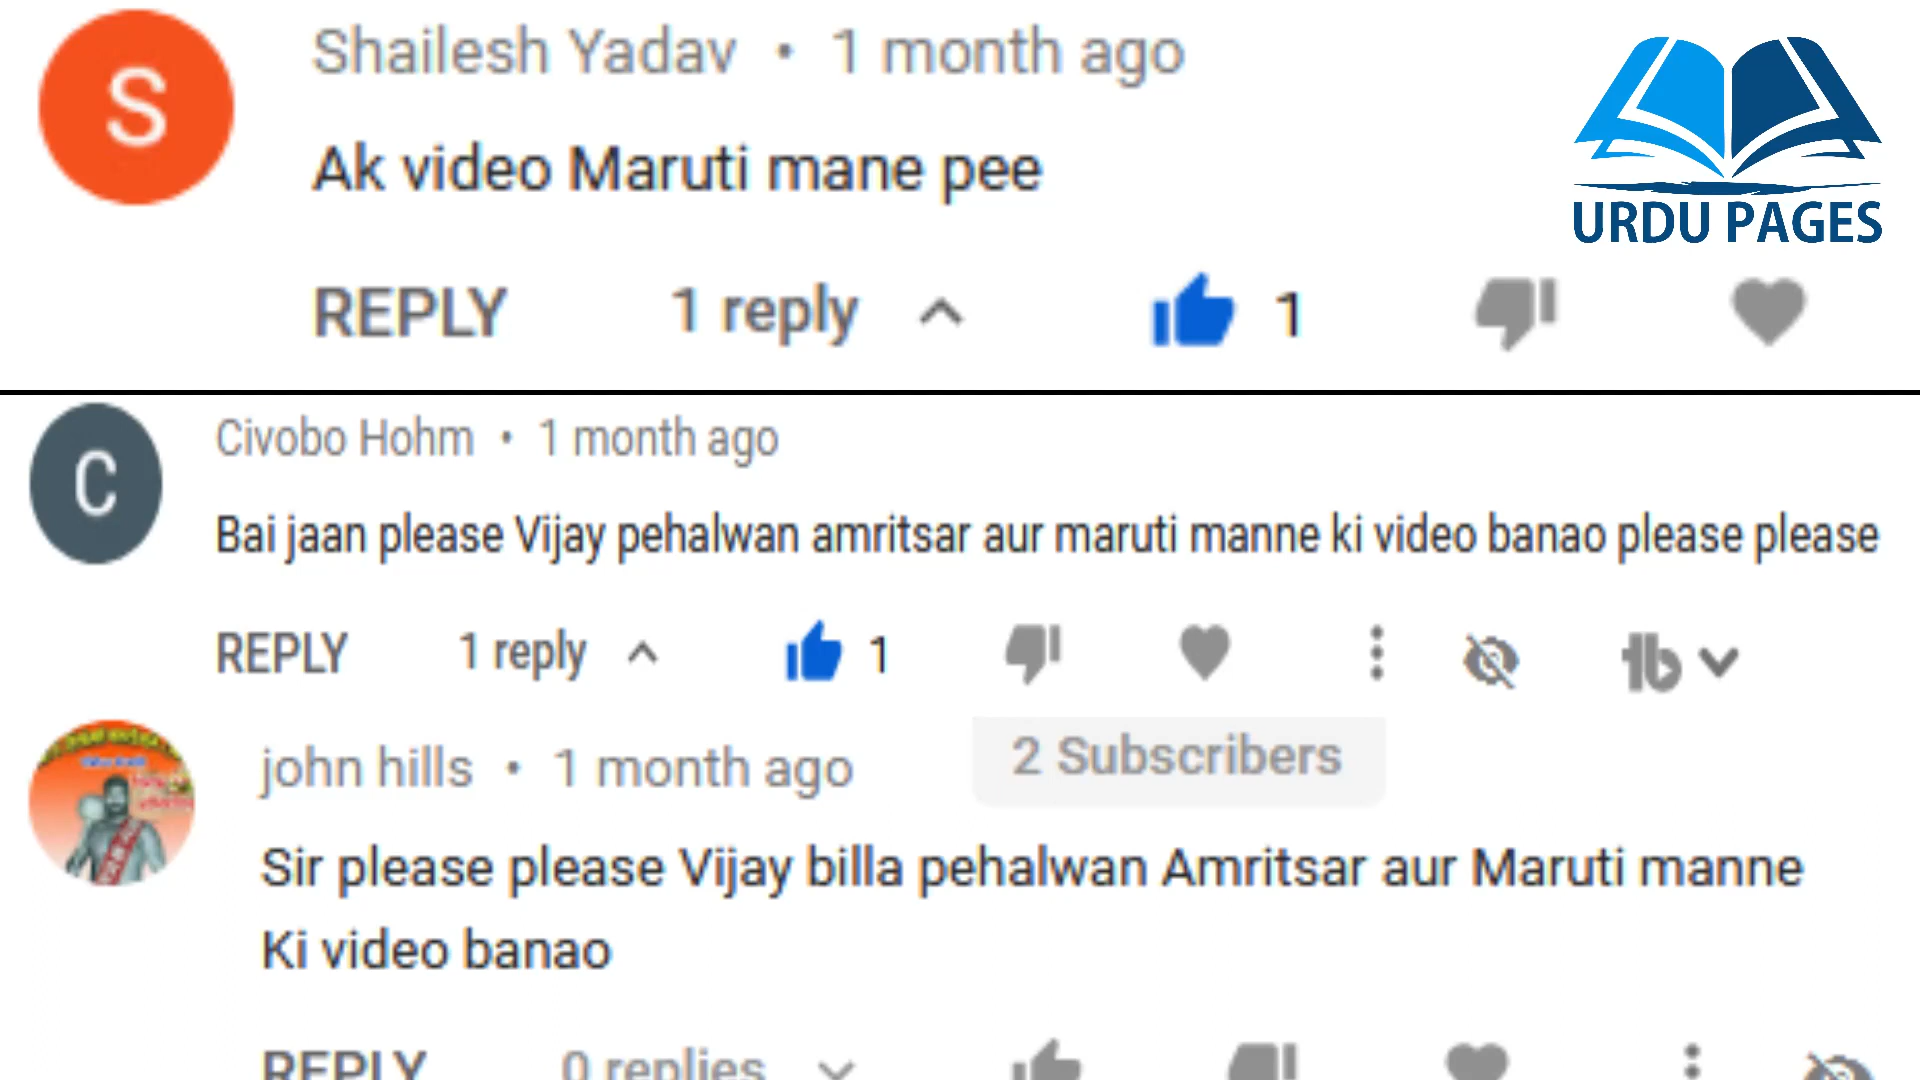 S
Shailesh Yadav • 1 month ago
Ak video Maruti mane pee
REPLY 1 reply 1
URDU PAGES
C
Civobo Hohm • 1 month ago
Bai jaan please Vijay pehalwan amritsar aur maruti manne ki video banao please please
REPLY 1 reply 1
john hills • 1 month ago 2 Subscribers
Sir please please Vijay billa pehalwan Amritsar aur Maruti manne
Ki video banao
REPLY 0 replies